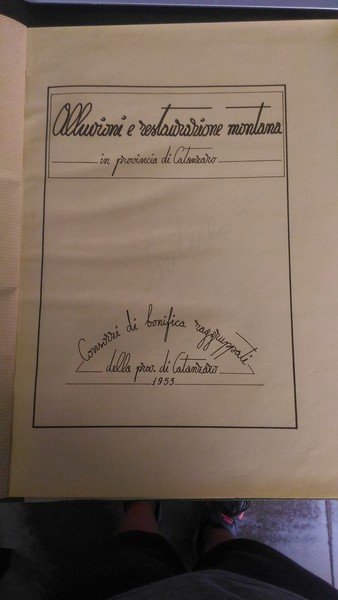 Alluvioni e restaurazione montana
in provincia di Catanzaro
Consorzi di bonifica raggruppati
della prov. di Catanzaro
1953